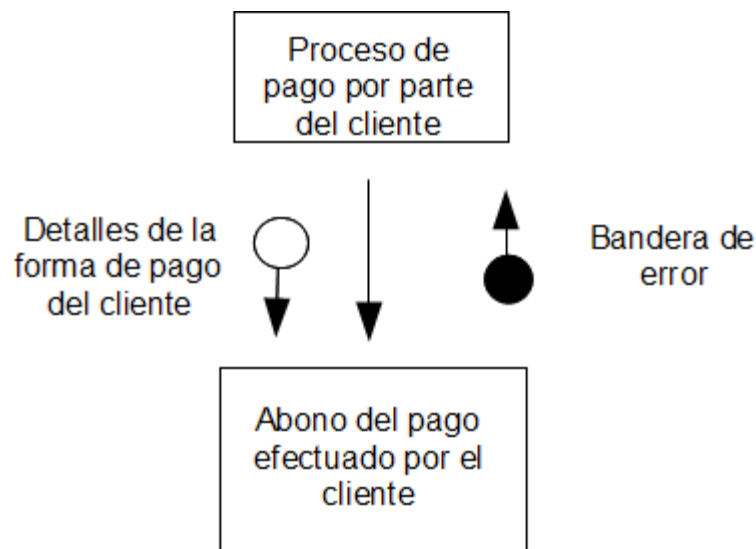 Proceso de
pago por parte
del cliente
Detalles de la
forma de pago
del cliente
Bandera de
error
Abono del pago
efectuado por el
cliente